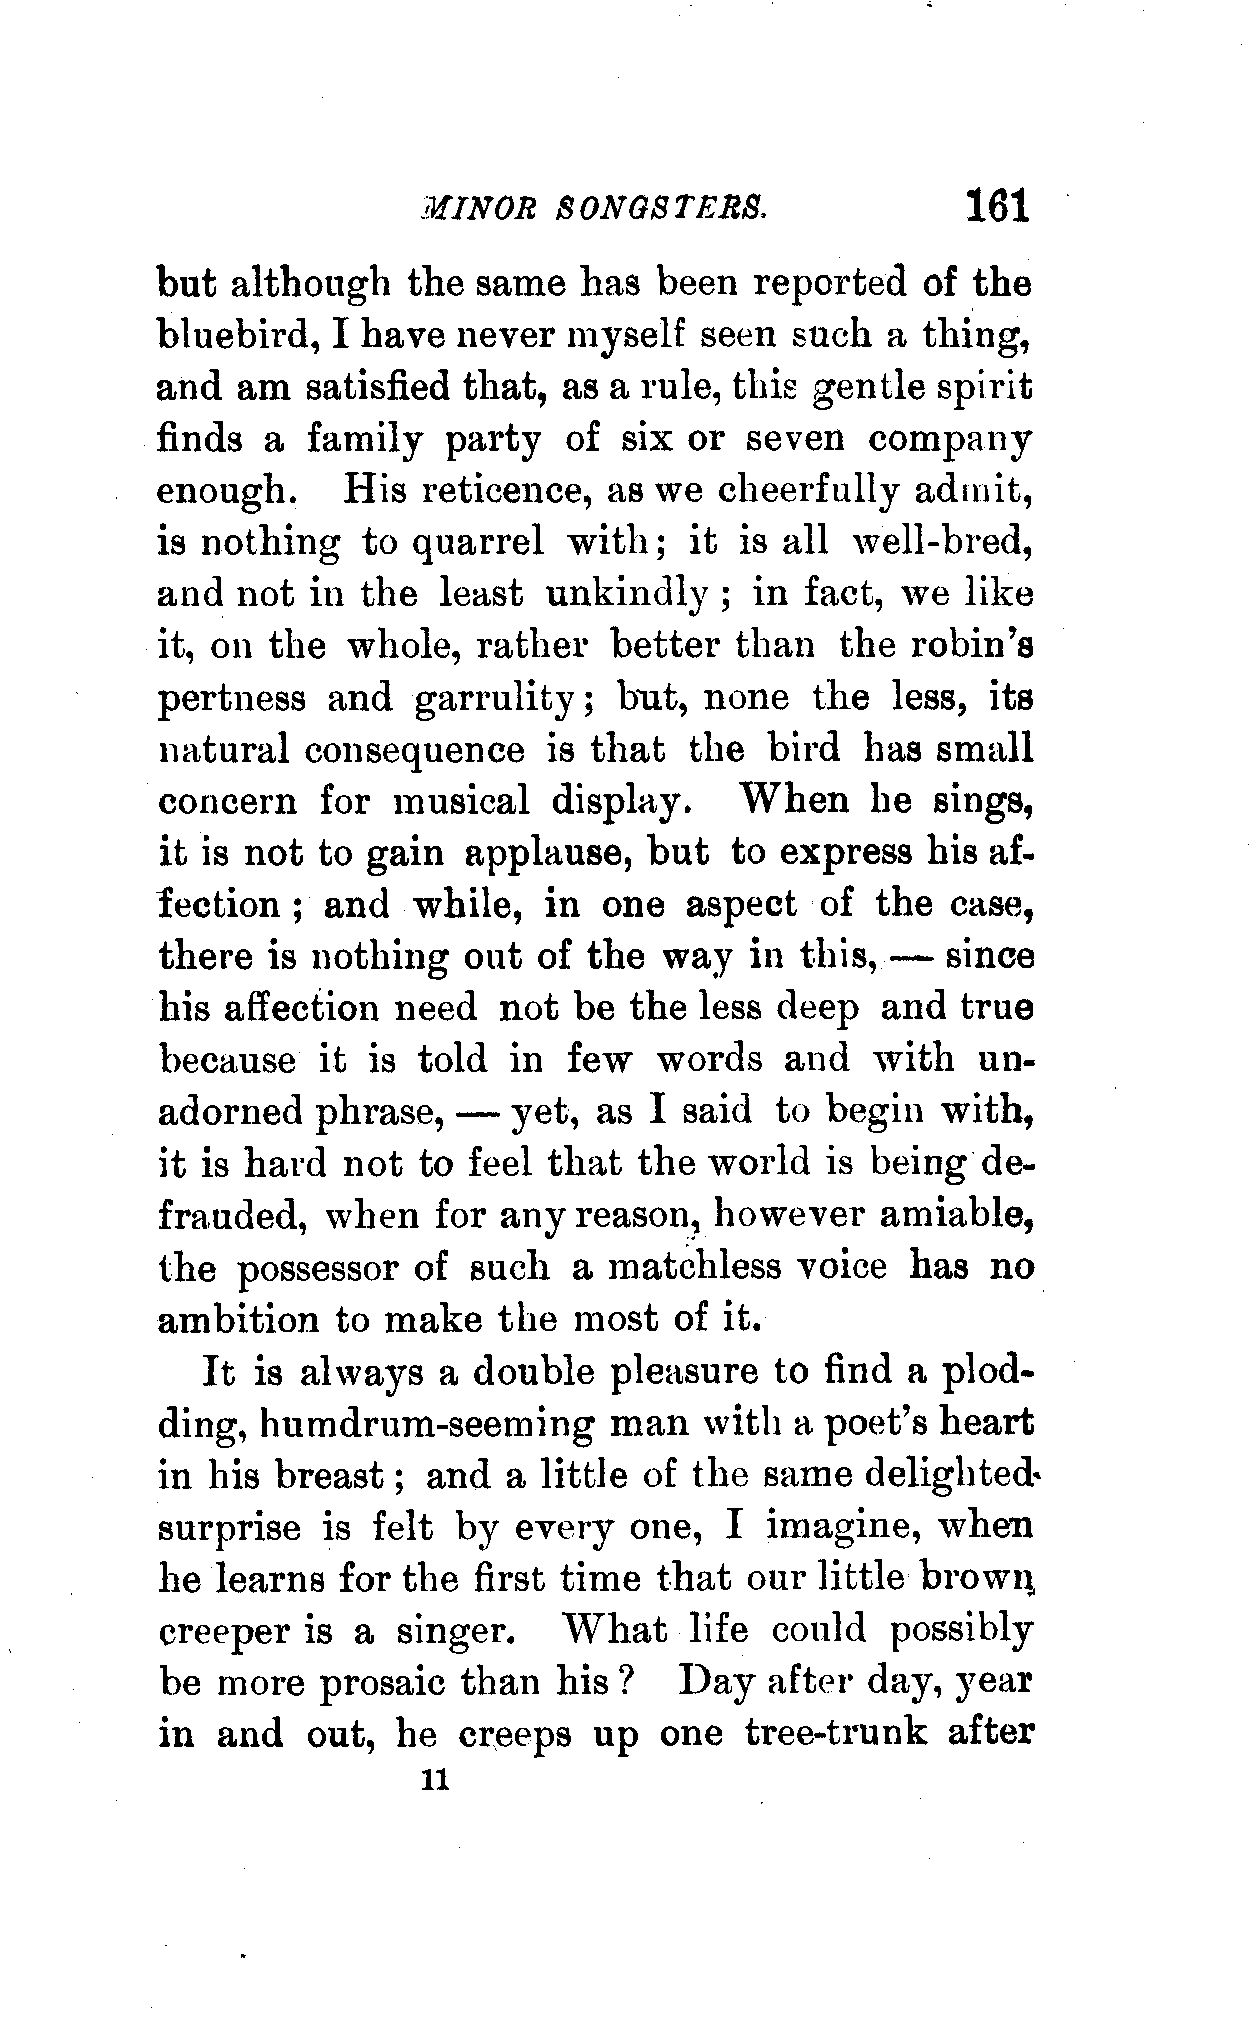 MINOR SONGSTERS. 161
but although the same has been reported of the
bluebird, I have never myself seen such a thing,
and am satisfied that, as a rule, this gentle spirit
finds a family party of six or seven company
enough. His reticence, as we cheerfully admit,
is nothing to quarrel with; it is all well-bred,
and not in the least unkindly; in fact, we like
it, on the whole, rather better than the robin's
pertness and garrulity; but, none the less, its
natural consequence is that the bird has small
concern for musical display. When he sings,
it is not to gain applause, but to express his af-
fection; and while, in one aspect of the case,
there is nothing out of the way in this, — since
his affection need not be the less deep and true
because it is told in few words and with un-
adorned phrase, — yet, as I said to begin with,
it is hard not to feel that the world is being de-
frauded, when for any reason, however amiable,
the possessor of such a matchless voice has no
ambition to make the most of it.
It is always a double pleasure to find a plod-
ding, humdrum-seeming man with a poet's heart
in his breast; and a little of the same delighted
surprise is felt by every one, I imagine, when
he learns for the first time that our little brown
creeper is a singer. What life could possibly
be more prosaic than his? Day after day, year
in and out, he creeps up one tree-trunk after
11